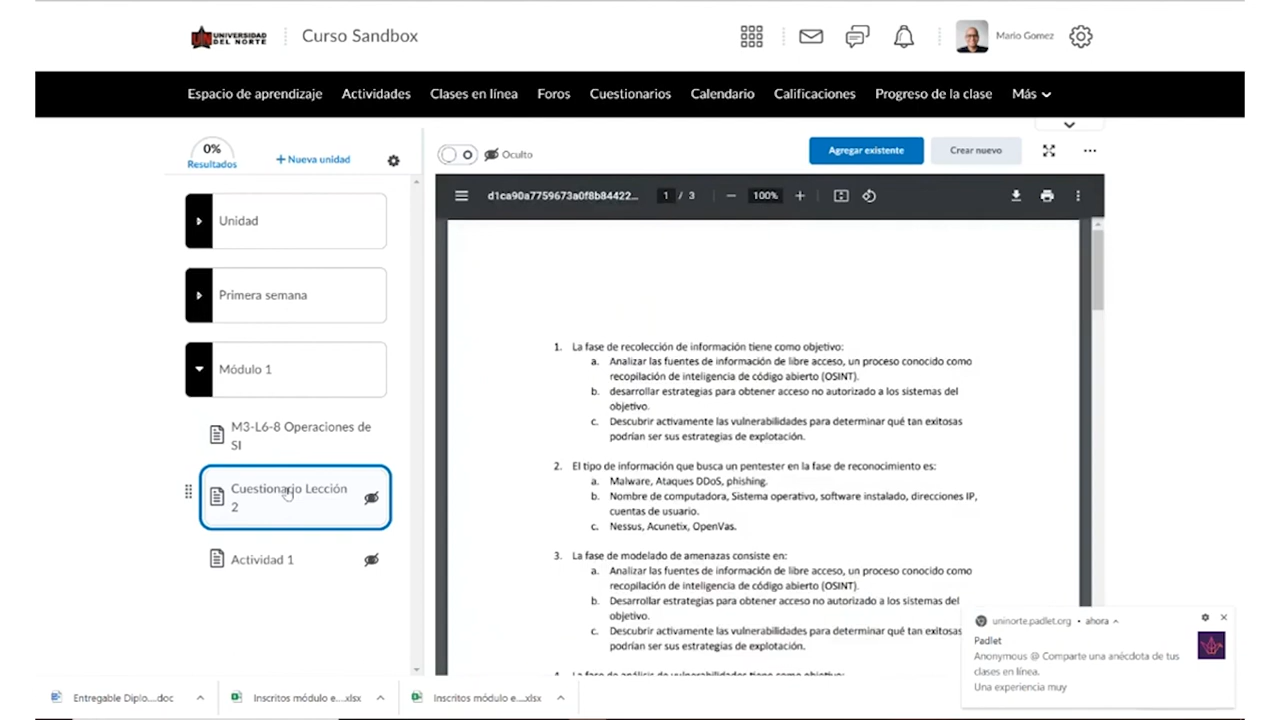 UNIVERSIDAD
DEL NORTE
Curso Sandbox
Mario Gomez
Espacio de aprendizaje
Actividades
Clases en línea
Foros
Cuestionarios
Calendario
Calificaciones
Progreso de la clase
Más
0%
Resultados
+ Nueva unidad
Oculto
Agregar existente
Crear nuevo
Unidad
Primera semana
Módulo 1
M3-L6-8 Operaciones de
SI
Cuestionario Lección
2
Actividad 1
d1ca90a7759673a0f8b84422... 1 / 3 − 100% +
1. La fase de recolección de información tiene como objetivo:
a. Analizar las fuentes de información de libre acceso, un proceso conocido como
recopilación de inteligencia de código abierto (OSINT).
b. desarrollar estrategias para obtener acceso no autorizado a los sistemas del
objetivo.
c. Descubrir activamente las vulnerabilidades para determinar qué tan exitosas
podrían ser sus estrategias de explotación.
2. El tipo de información que busca un pentester en la fase de reconocimiento es:
a. Malware, Ataques DDoS, phishing.
b. Nombre de computadora, Sistema operativo, software instalado, direcciones IP,
cuentas de usuario.
c. Nessus, Acunetix, OpenVas.
3. La fase de modelado de amenazas consiste en:
a. Analizar las fuentes de información de libre acceso, un proceso conocido como
recopilación de inteligencia de código abierto (OSINT).
b. Desarrollar estrategias para obtener acceso no autorizado a los sistemas del
objetivo.
c. Descubrir activamente las vulnerabilidades para determinar qué tan exitosas
podrían ser sus estrategias de explotación.
4. La fase de análisis de vulnerabilidades tiene como objetivo:
uninorte.padlet.org • ahora
Padlet
Anonymous @ Comparte una anécdota de tus
clases en línea.
Una experiencia muy
Entregable Diplo....doc
Inscritos módulo e....xlsx
Inscritos módulo e....xlsx